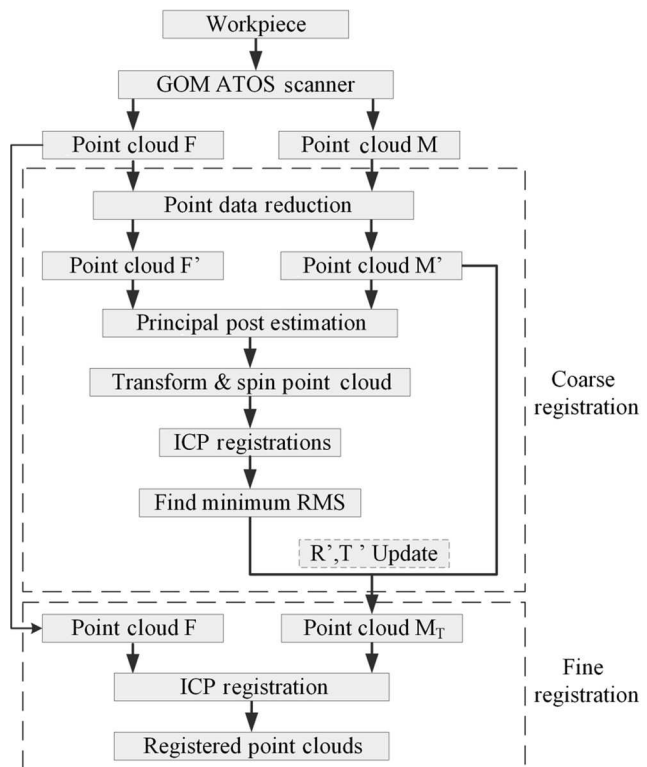 Workpiece
GOM ATOS scanner
Point cloud F
Point cloud M
Point data reduction
Point cloud F’
Point cloud M’
Principal post estimation
Transform & spin point cloud
ICP registrations
Find minimum RMS
R’,T ’ Update
Coarse
registration
Point cloud F
Point cloud M_T
ICP registration
Registered point clouds
Fine
registration